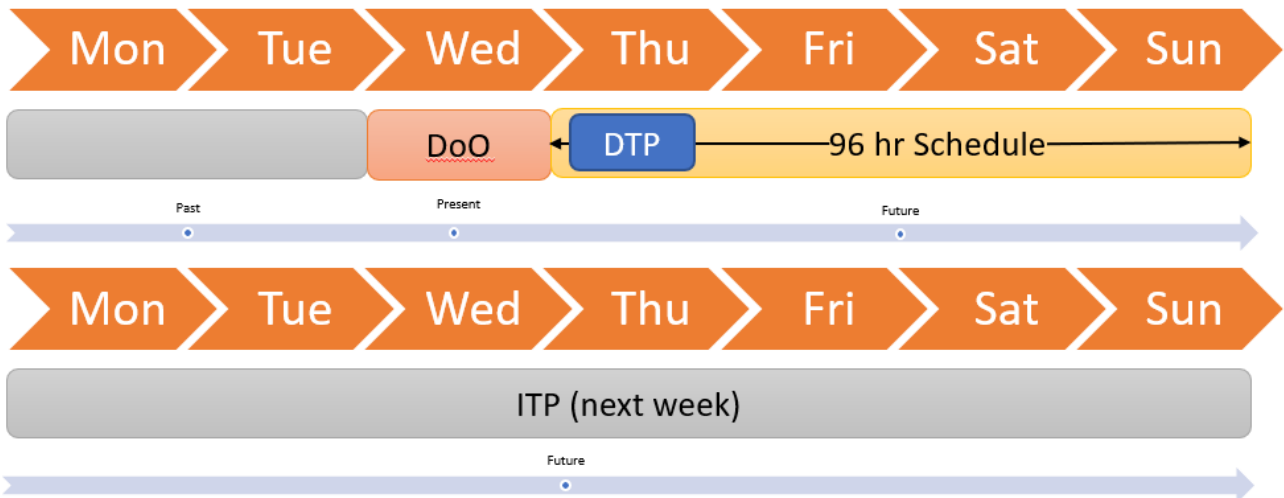 Mon Tue Wed Thu Fri Sat Sun
DoO DTP 96 hr Schedule
Past Present Future
Mon Tue Wed Thu Fri Sat Sun
ITP (next week)
Future